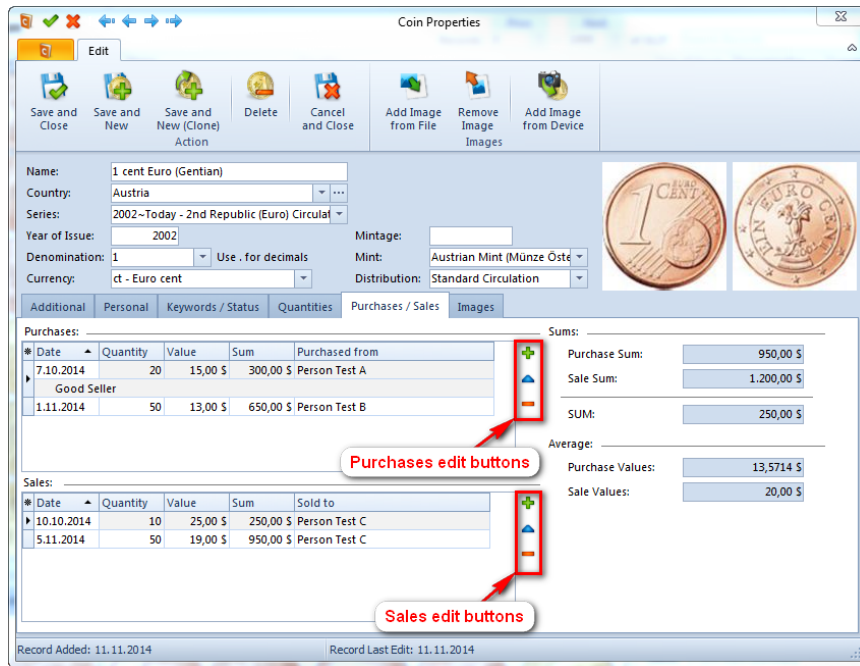 Coin Properties
Edit
Save and Close
Save and New
Save and New (Clone)
Delete
Cancel and Close
Add Image from File
Remove Image
Add Image from Device
Action
Images
Name: 1 cent Euro (Gentian)
Country: Austria
Series: 2002~Today - 2nd Republic (Euro) Circulat
Year of Issue: 2002
Mintage:
Denomination: 1 Use . for decimals
Mint: Austrian Mint (Münze Öste
Currency: ct - Euro cent
Distribution: Standard Circulation
1 CENT
EURO CENT
EIN EURO CENT
2002
Additional Personal Keywords / Status Quantities Purchases / Sales Images
Purchases:
Date Quantity Value Sum Purchased from
7.10.2014 20 15,00 $ 300,00 $ Person Test A
Good Seller
1.11.2014 50 13,00 $ 650,00 $ Person Test B
Purchases edit buttons
Sales:
Date Quantity Value Sum Sold to
10.10.2014 10 25,00 $ 250,00 $ Person Test C
5.11.2014 50 19,00 $ 950,00 $ Person Test C
Sales edit buttons
Sums:
Purchase Sum: 950,00 $
Sale Sum: 1.200,00 $
SUM: 250,00 $
Average:
Purchase Values: 13,5714 $
Sale Values: 20,00 $
Record Added: 11.11.2014
Record Last Edit: 11.11.2014